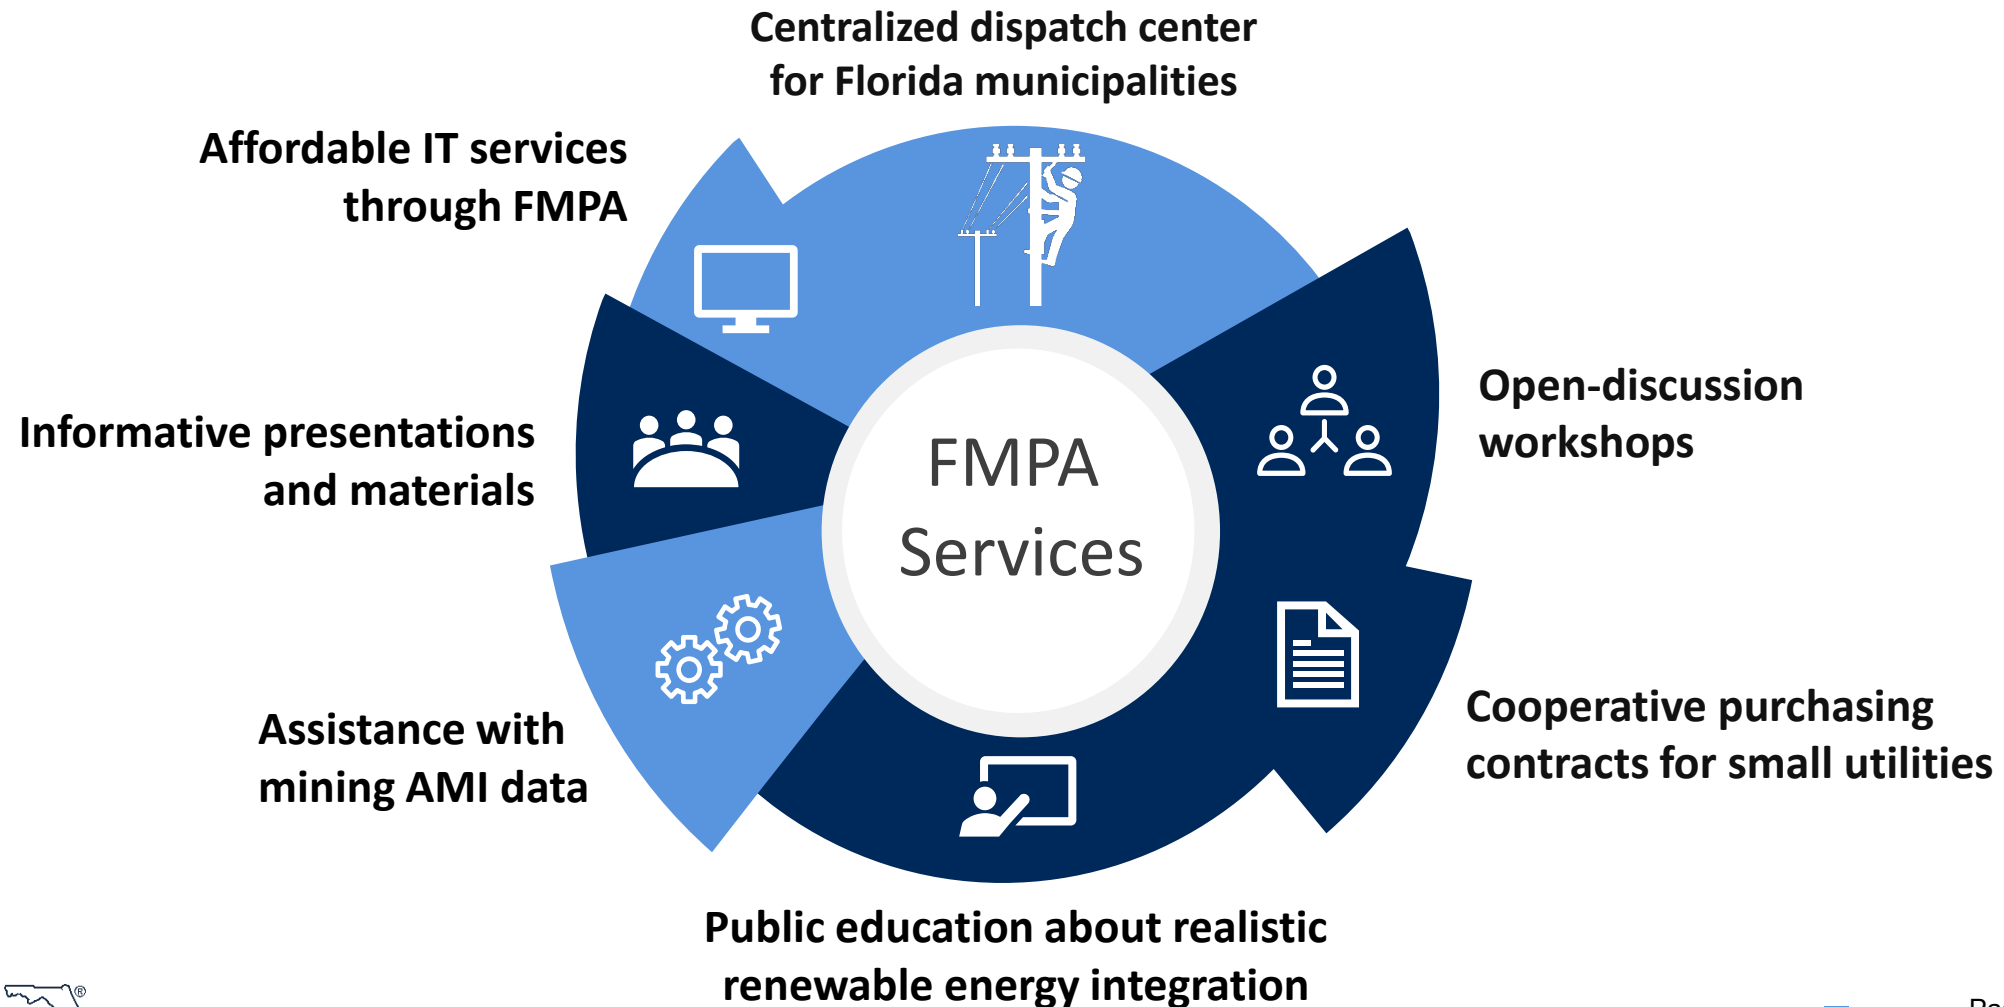 Centralized dispatch center
for Florida municipalities
Affordable IT services
through FMPA
Open-discussion
workshops
Informative presentations
and materials
FMPA
Services
Cooperative purchasing
contracts for small utilities
Assistance with
mining AMI data
Public education about realistic
renewable energy integration
®